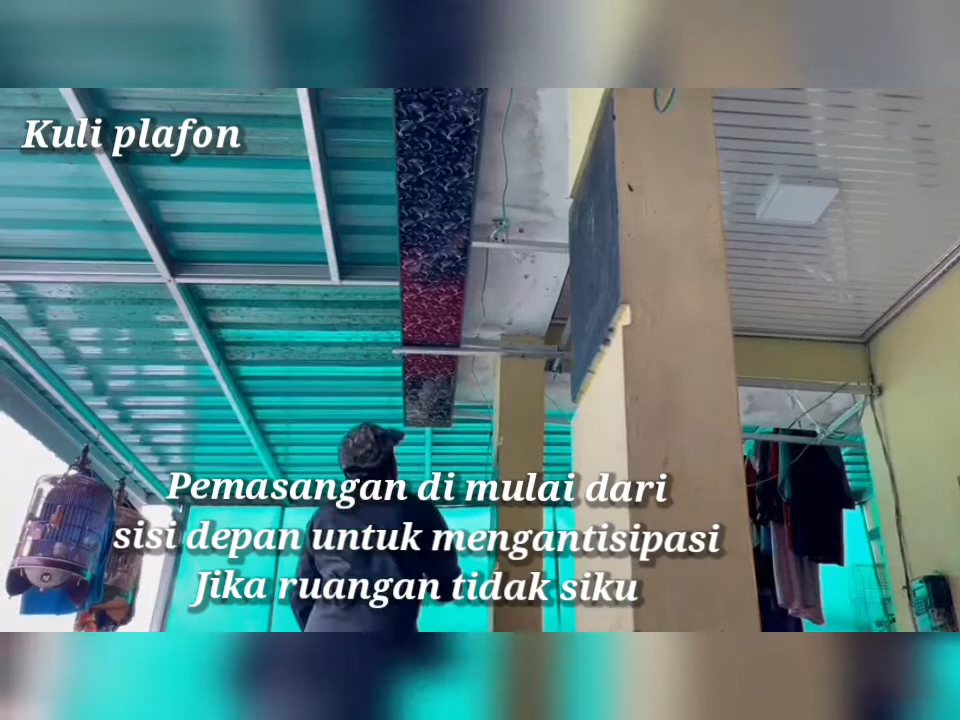 Kuli plafon
Pemasangan di mulai dari
sisi depan untuk mengantisipasi
Jika ruangan tidak siku